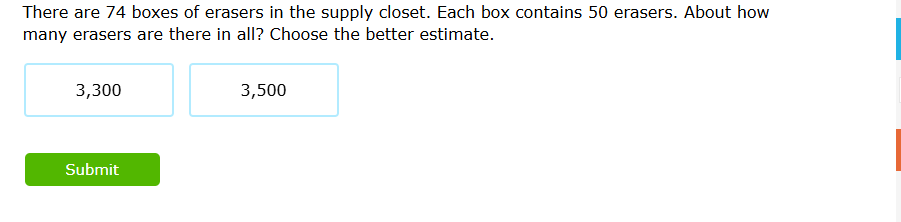 There are 74 boxes of erasers in the supply closet. Each box contains 50 erasers. About how
many erasers are there in all? Choose the better estimate.
3,300
3,500
Submit